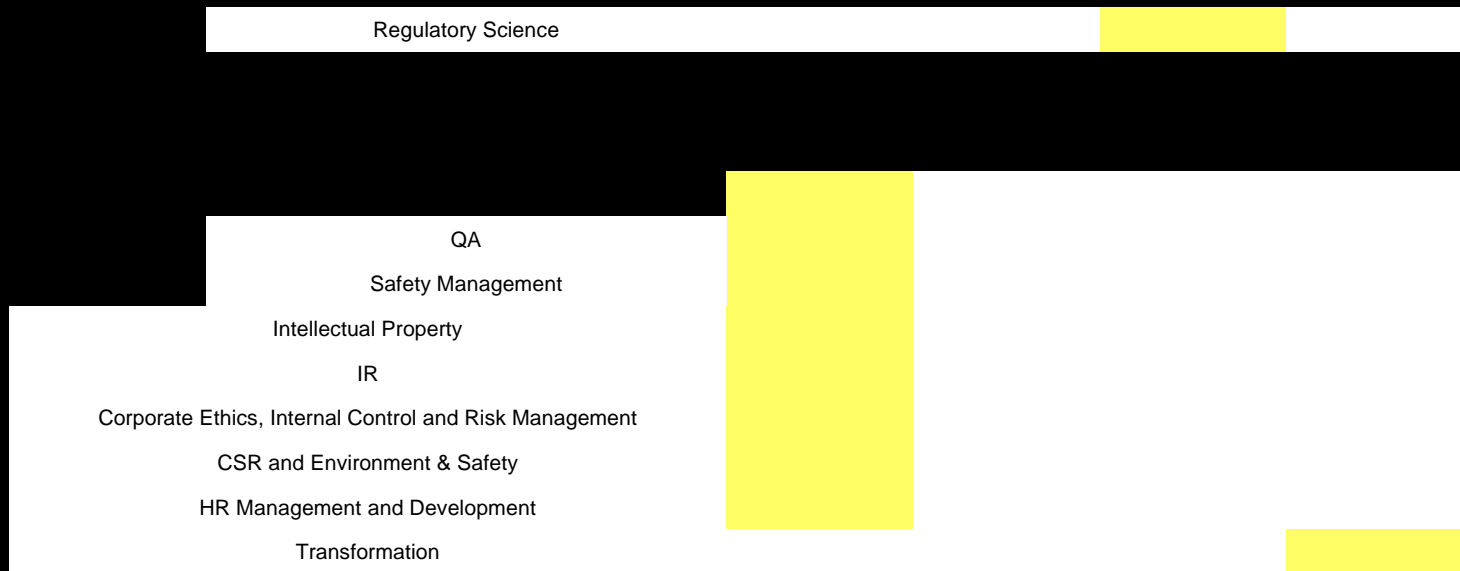 Regulatory Science
QA
Safety Management
Intellectual Property
IR
Corporate Ethics, Internal Control and Risk Management
CSR and Environment & Safety
HR Management and Development
Transformation